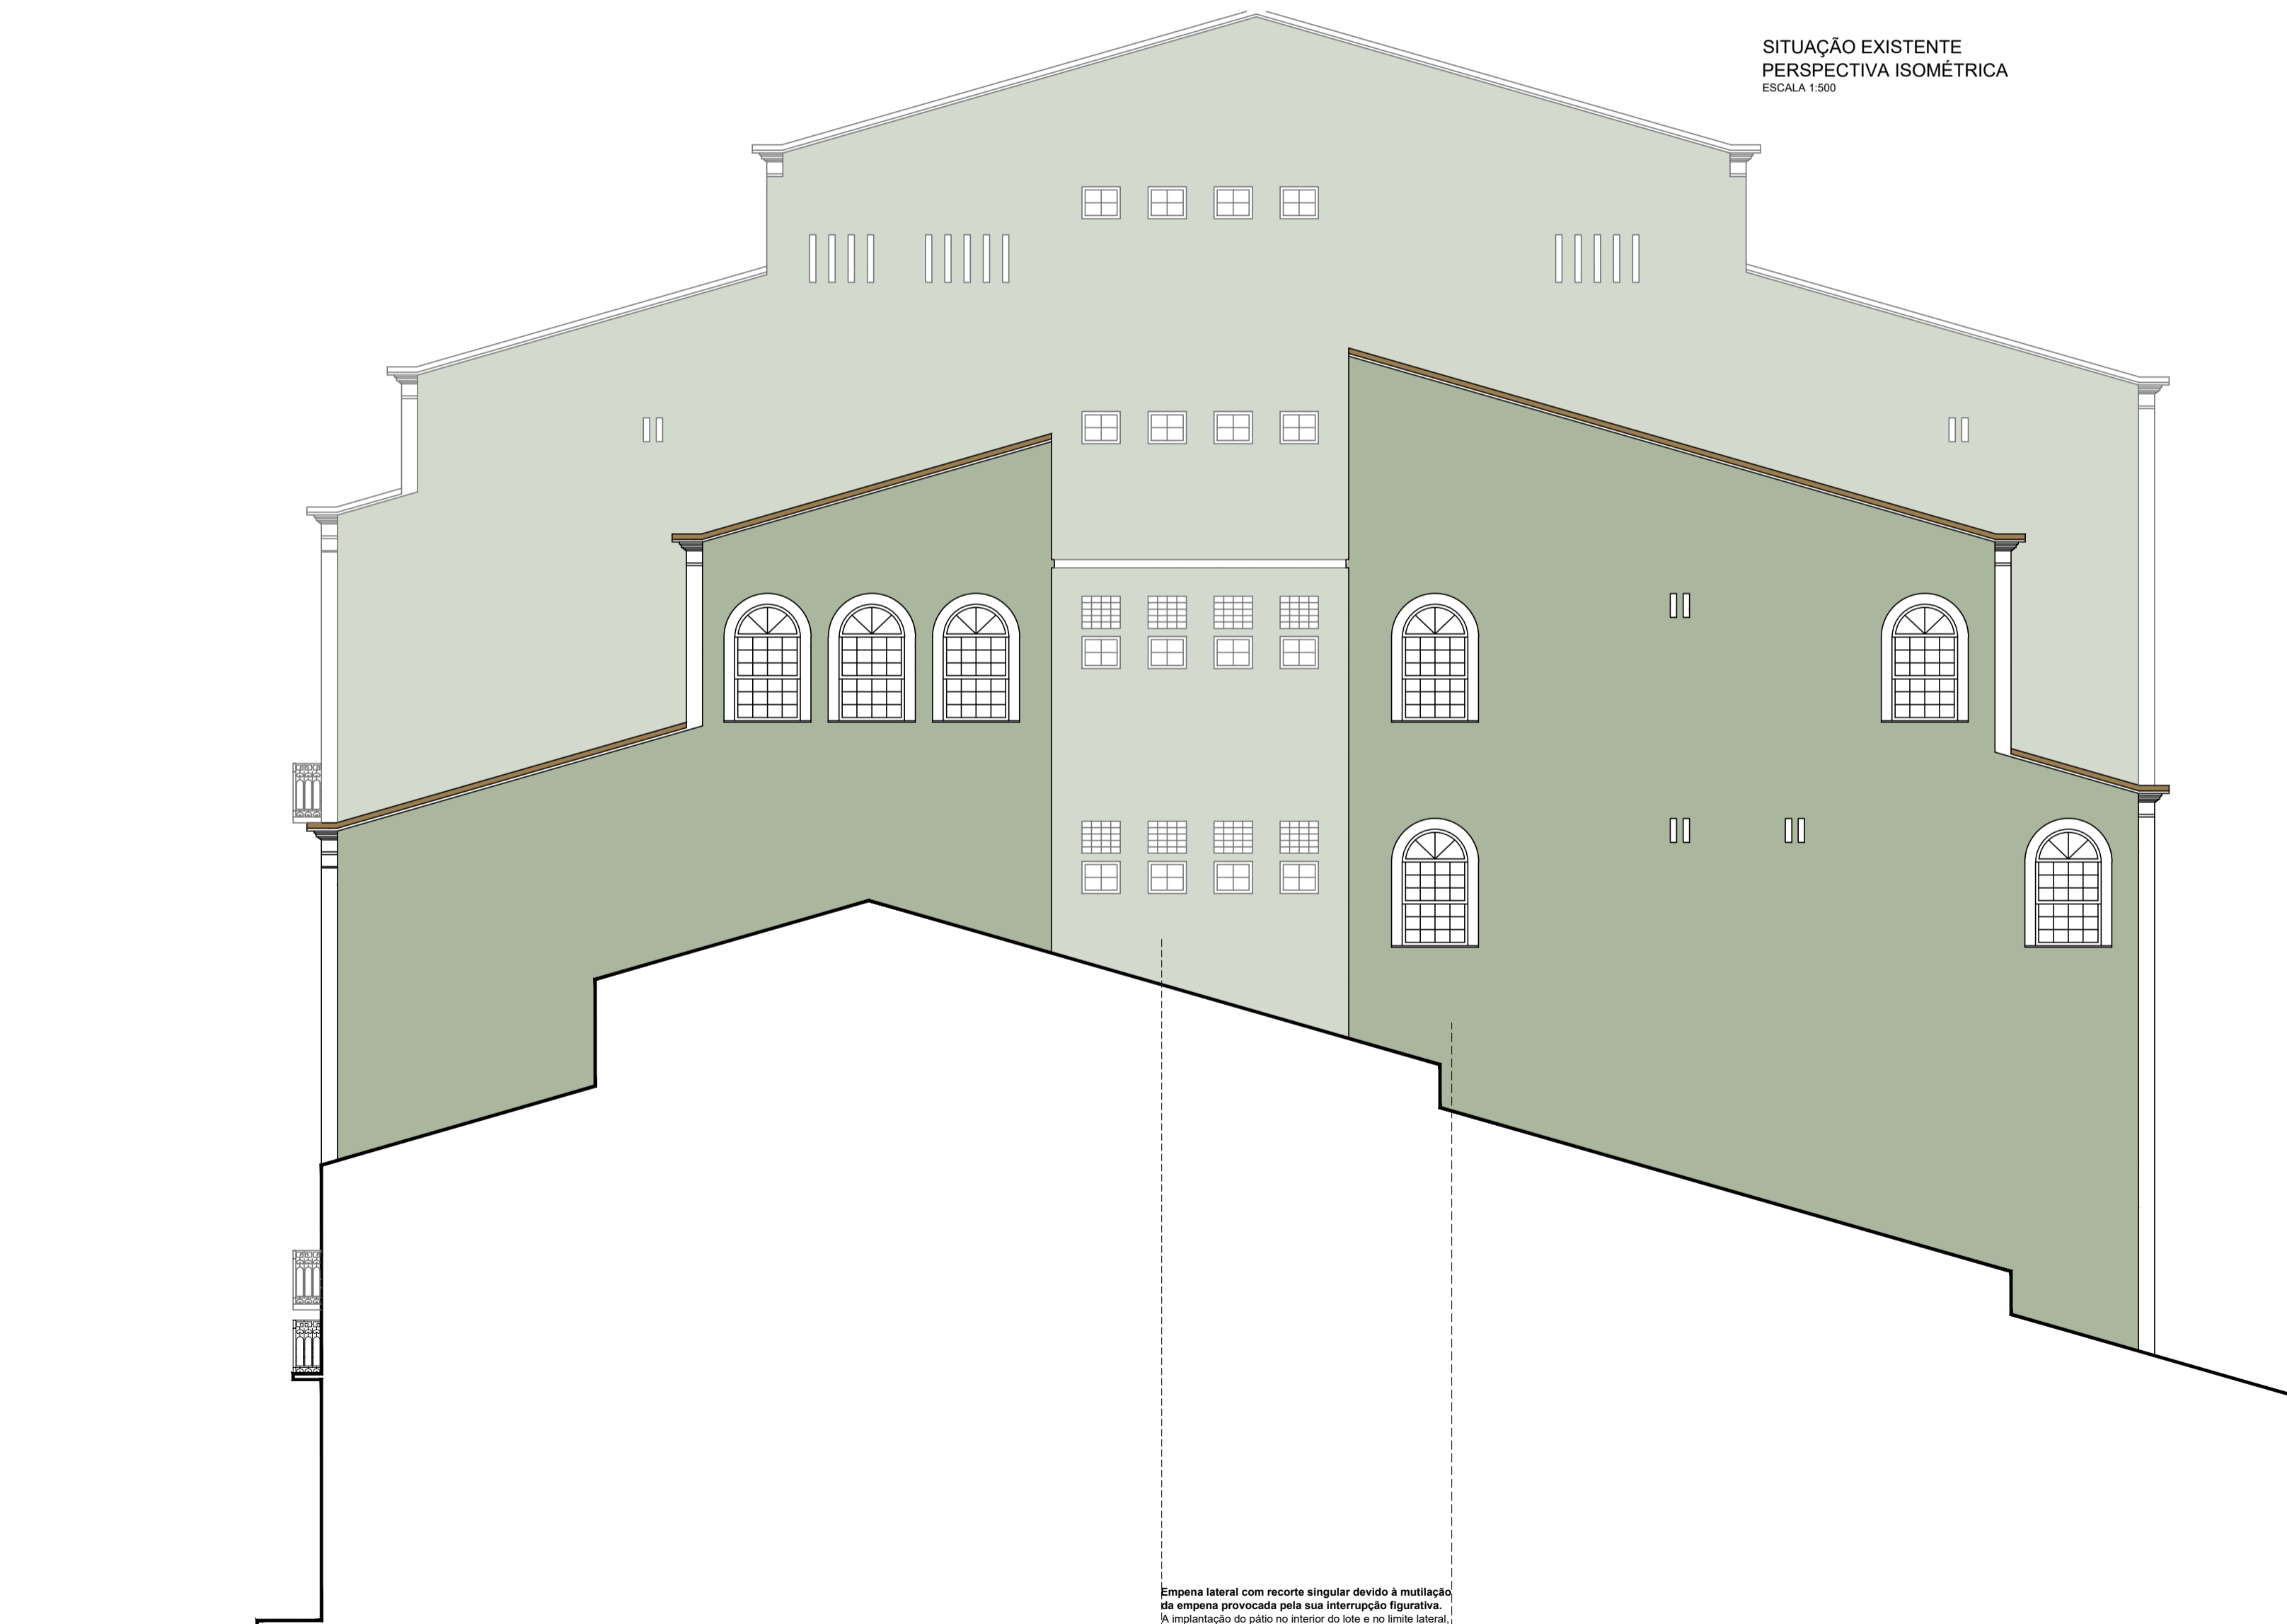 SITUAÇÃO EXISTENTE
PERSPECTIVA ISOMÉTRICA
ESCALA 1:500
Empena lateral com recorte singular devido à mutilação
da empena provocada pela sua interrupção figurativa.
A implantação do pátio no interior do lote e no limite lateral,